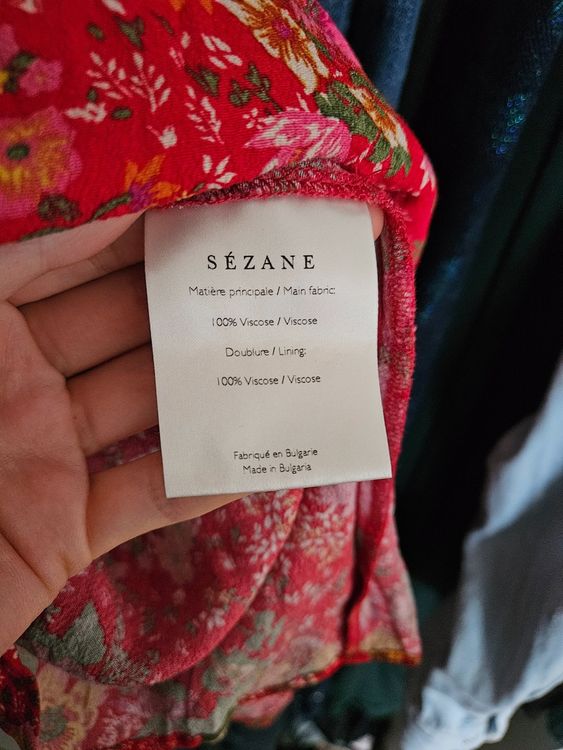 SÉZANE
Matière principale / Main fabric:
100% Viscose / Viscose
Doublure / Lining:
100% Viscose / Viscose
Fabriqué en Bulgarie
Made in Bulgaria